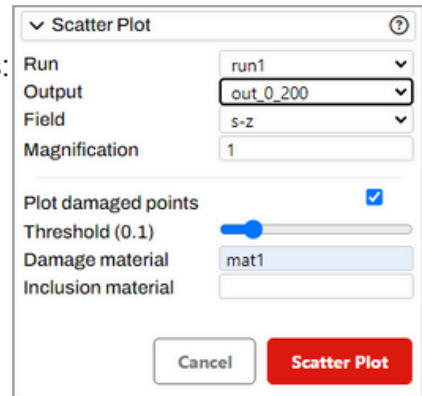 Scatter Plot ?
Run run1
Output out_0_200
Field s-z
Magnification 1
Plot damaged points
Threshold (0.1)
Damage material mat1
Inclusion material
Cancel Scatter Plot